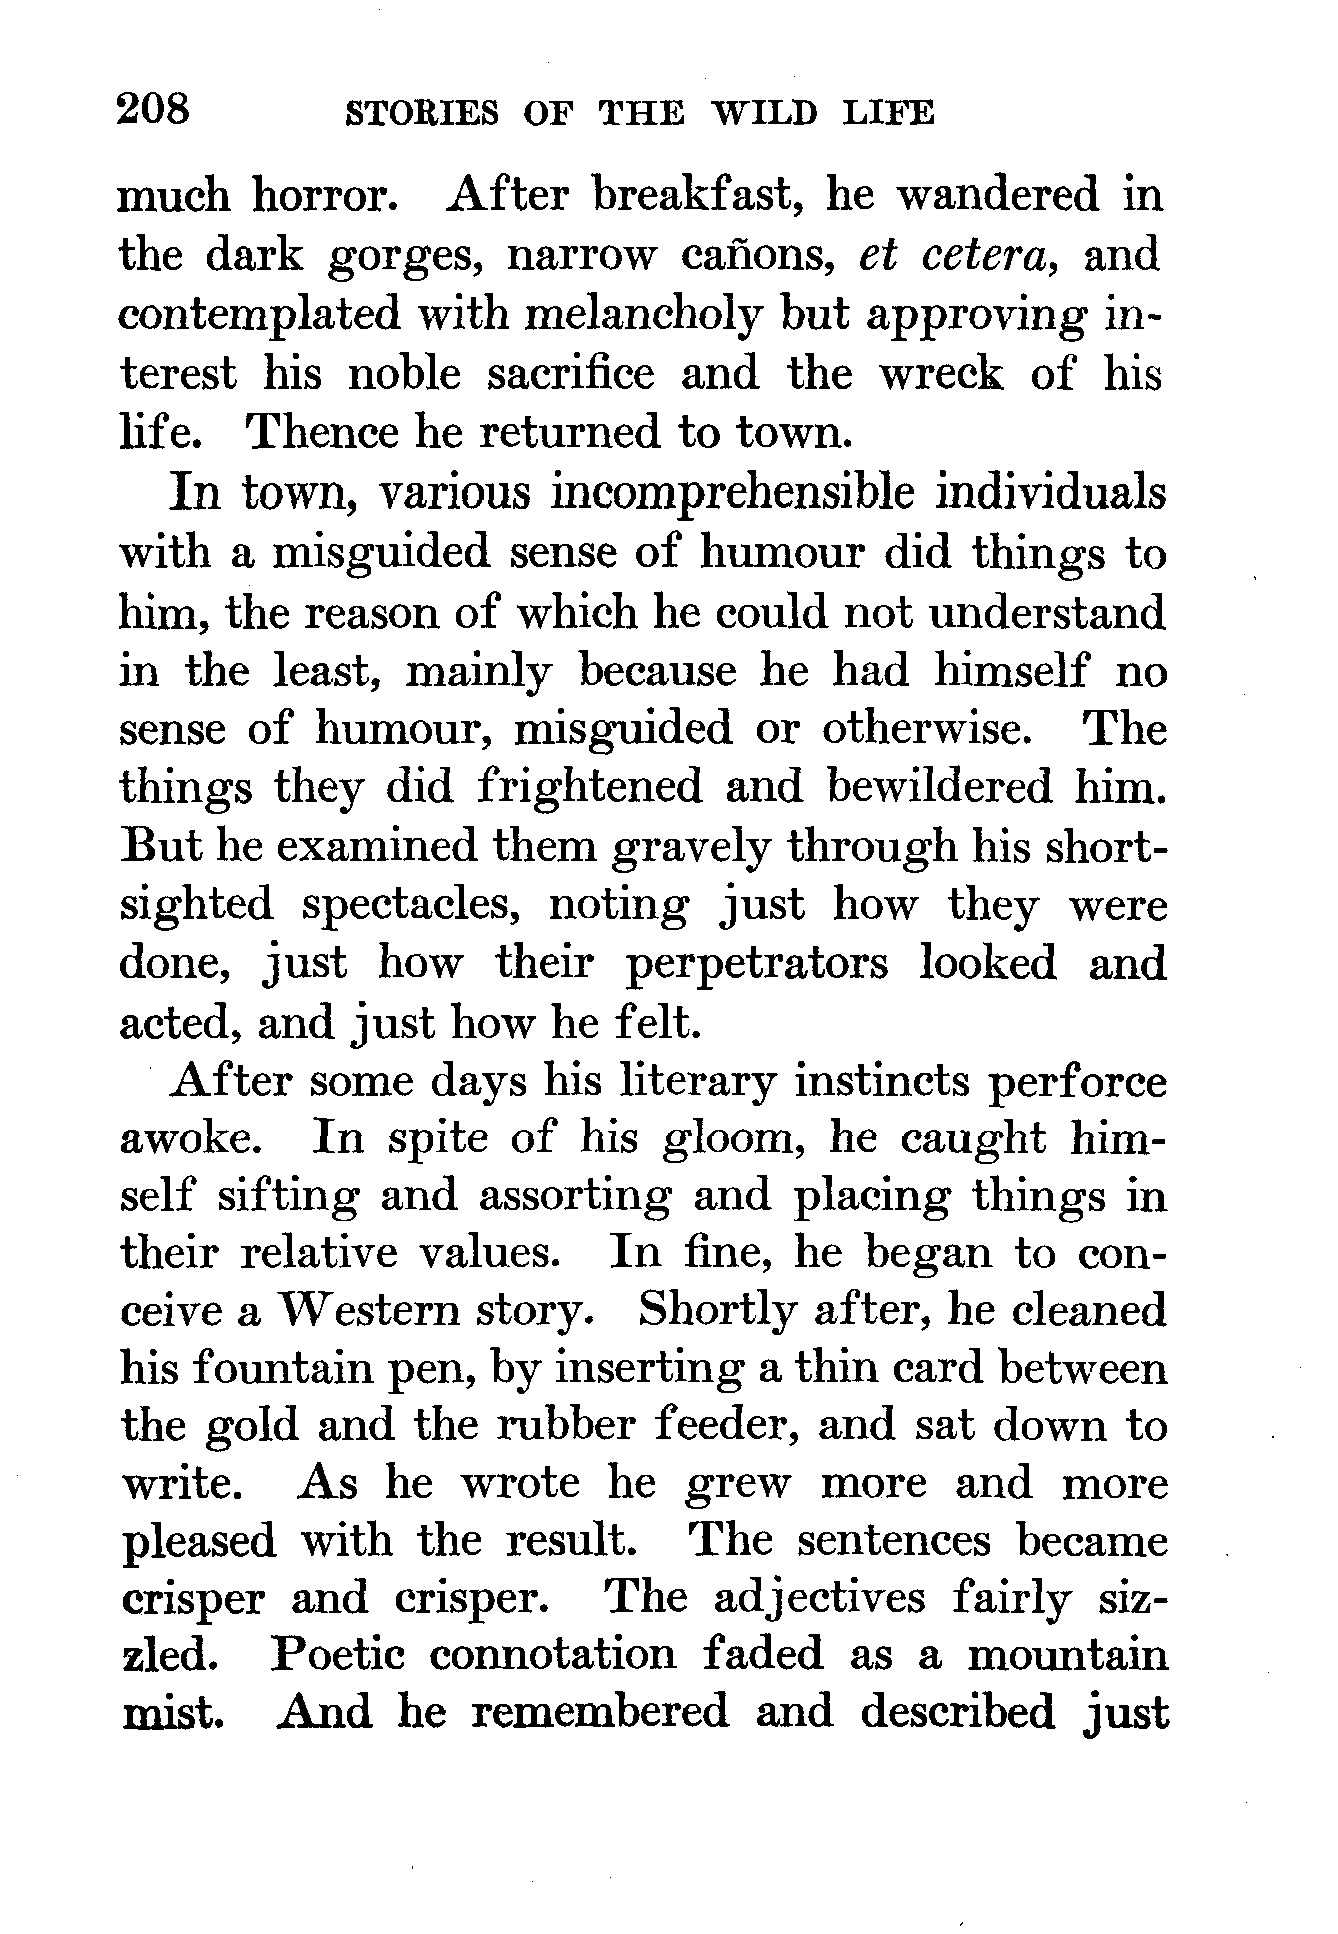 208 STORIES OF THE WILD LIFE
much horror. After breakfast, he wandered in
the dark gorges, narrow cañons, et cetera, and
contemplated with melancholy but approving in-
terest his noble sacrifice and the wreck of his
life. Thence he returned to town.
In town, various incomprehensible individuals
with a misguided sense of humour did things to
him, the reason of which he could not understand
in the least, mainly because he had himself no
sense of humour, misguided or otherwise. The
things they did frightened and bewildered him.
But he examined them gravely through his short-
sighted spectacles, noting just how they were
done, just how their perpetrators looked and
acted, and just how he felt.
After some days his literary instincts perforce
awoke. In spite of his gloom, he caught him-
self sifting and assorting and placing things in
their relative values. In fine, he began to con-
ceive a Western story. Shortly after, he cleaned
his fountain pen, by inserting a thin card between
the gold and the rubber feeder, and sat down to
write. As he wrote he grew more and more
pleased with the result. The sentences became
crisper and crisper. The adjectives fairly siz-
zled. Poetic connotation faded as a mountain
mist. And he remembered and described just